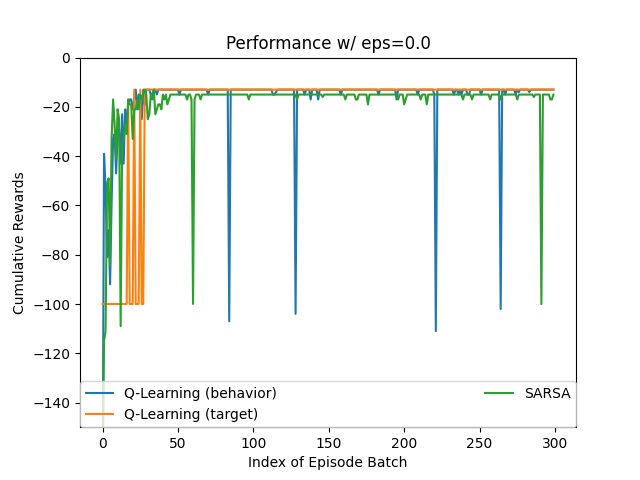 Performance w/ eps=0.0
Cumulative Rewards
0
−20
−40
−60
−80
−100
−120
−140
Q-Learning (behavior)
Q-Learning (target)
SARSA
0 50 100 150 200 250 300
Index of Episode Batch